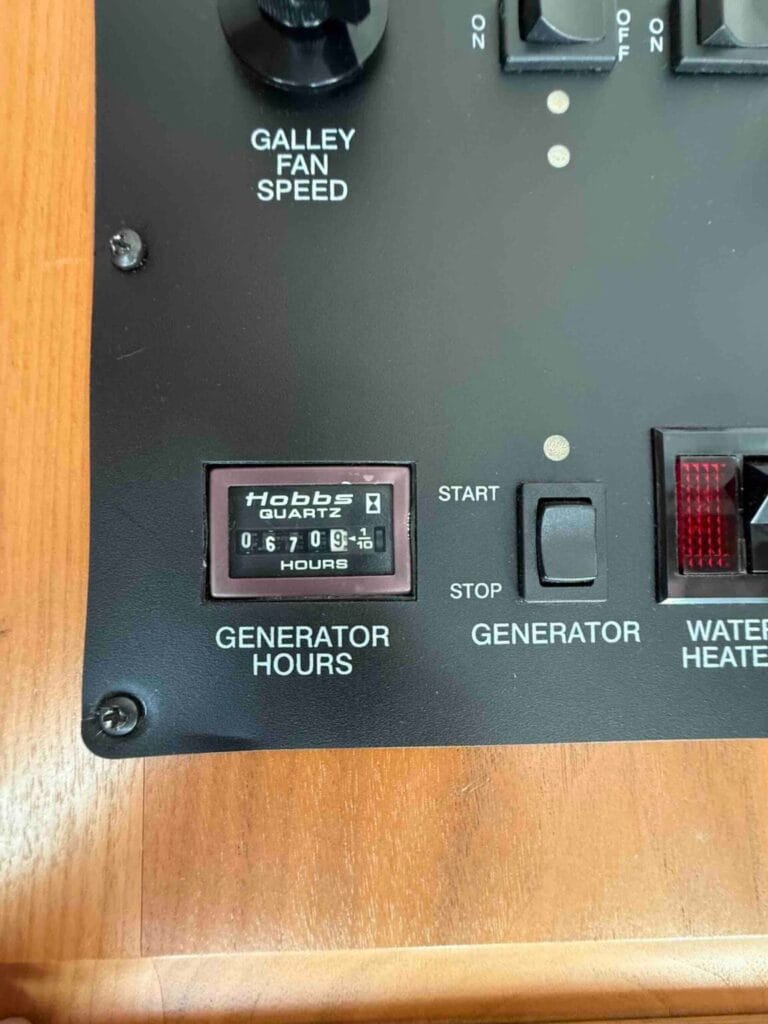 ON
OFF
ON
GALLEY
FAN
SPEED
Hobbs
QUARTZ
0 6 7 0 9 1/10
HOURS
GENERATOR
HOURS
START
STOP
GENERATOR
WATER
HEATE